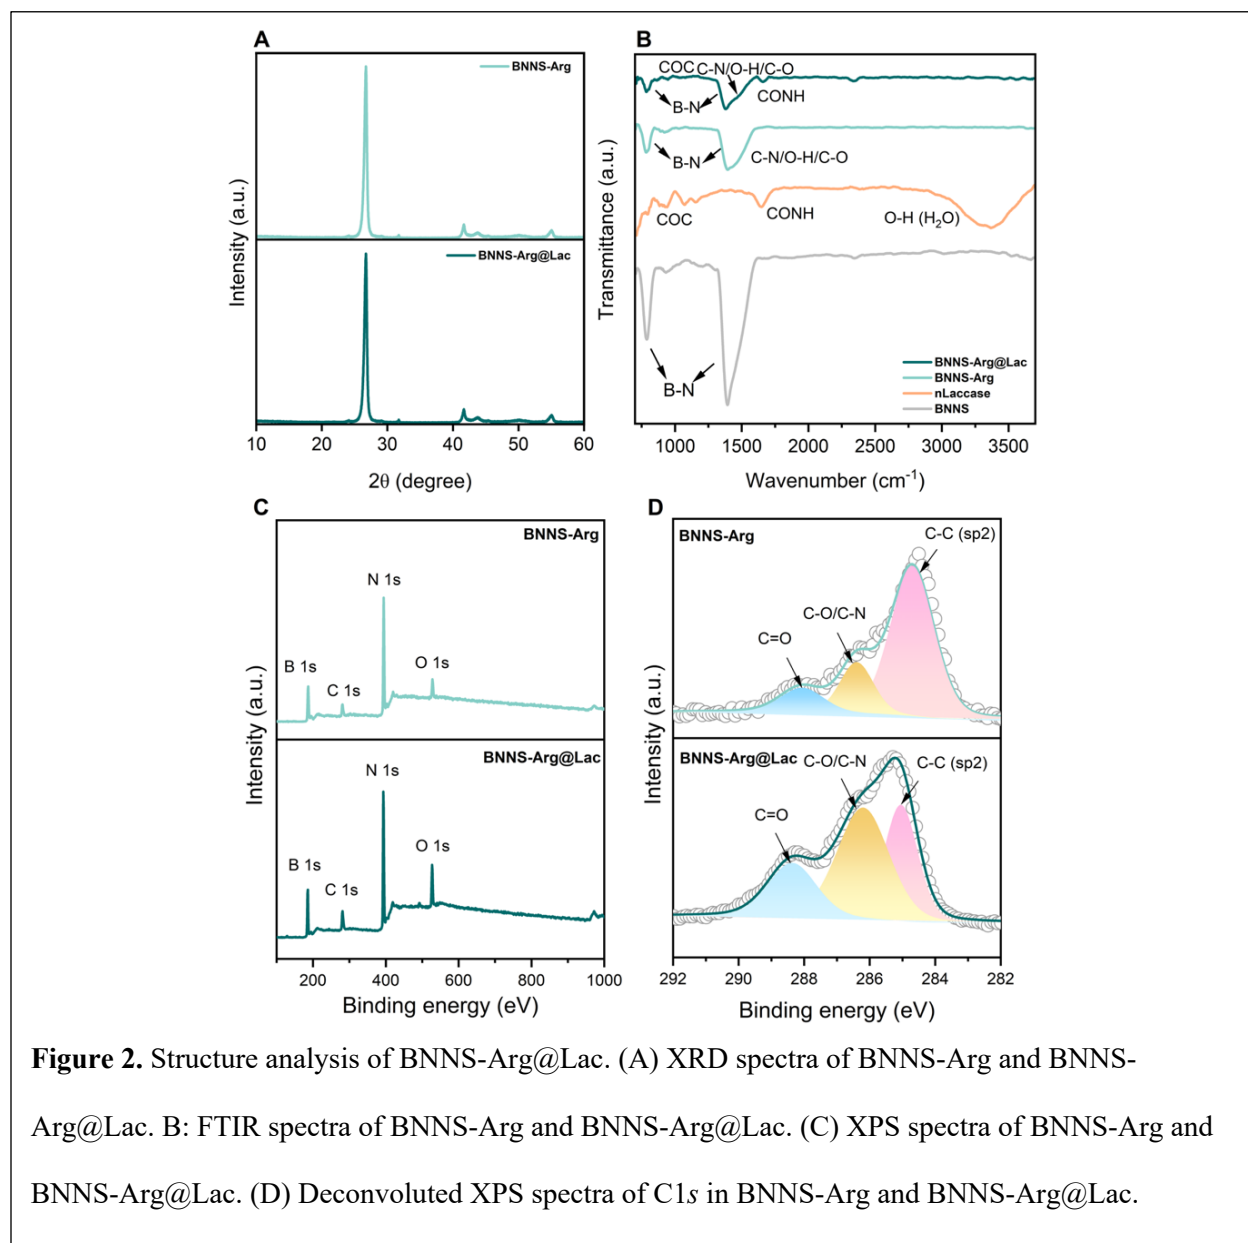 A
BNNS-Arg
BNNS-Arg@Lac
Intensity (a.u.)
10 20 30 40 50 60
2θ (degree)
B
COC C-N/O-H/C-O
B-N
CONH
B-N
C-N/O-H/C-O
COC
CONH
O-H (H₂O)
B-N
BNNS-Arg@Lac
BNNS-Arg
nLaccase
BNNS
Transmittance (a.u.)
1000 1500 2000 2500 3000 3500
Wavenumber (cm⁻¹)
C
BNNS-Arg
N 1s
B 1s
C 1s
O 1s
BNNS-Arg@Lac
N 1s
B 1s
C 1s
O 1s
Intensity (a.u.)
200 400 600 800 1000
Binding energy (eV)
D
BNNS-Arg
C-C (sp2)
C-O/C-N
C=O
BNNS-Arg@Lac
C-O/C-N
C-C (sp2)
C=O
Intensity (a.u.)
292 290 288 286 284 282
Binding energy (eV)
Figure 2. Structure analysis of BNNS-Arg@Lac. (A) XRD spectra of BNNS-Arg and BNNS-
Arg@Lac. B: FTIR spectra of BNNS-Arg and BNNS-Arg@Lac. (C) XPS spectra of BNNS-Arg and
BNNS-Arg@Lac. (D) Deconvoluted XPS spectra of C1s in BNNS-Arg and BNNS-Arg@Lac.